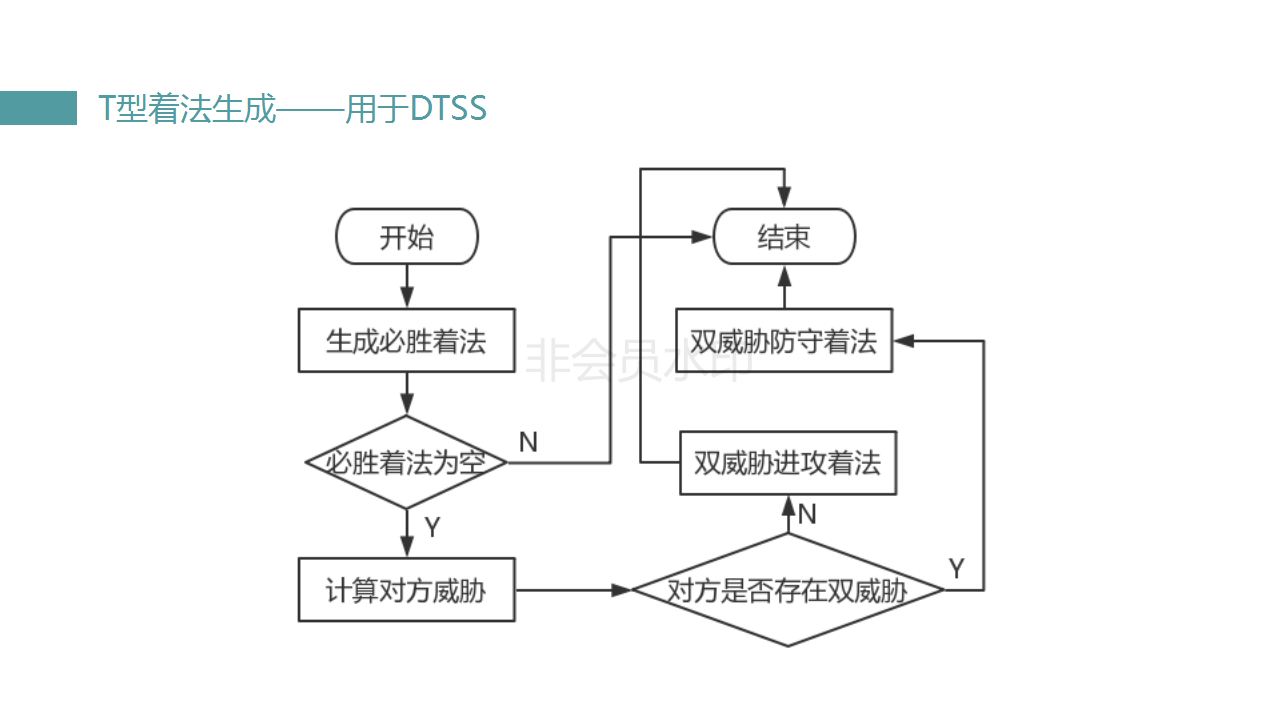 T型着法生成——用于DTSS
开始
结束
生成必胜着法
双威胁防守着法
非会员水印
必胜着法为空
N
双威胁进攻着法
Y
N
计算对方威胁
对方是否存在双威胁
Y